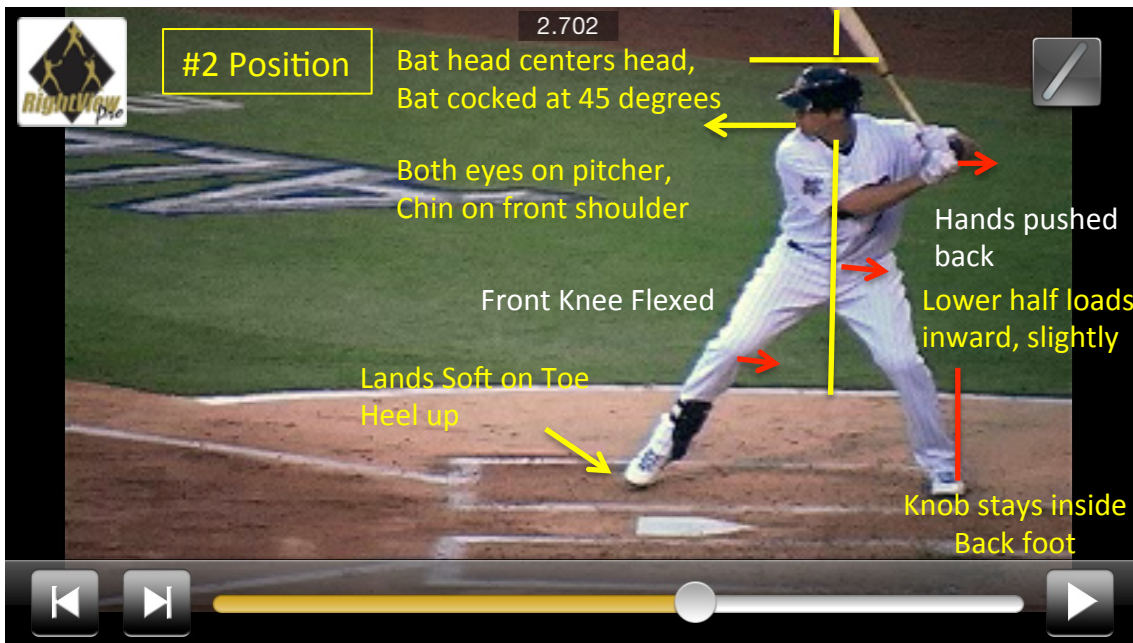 2.702
RightView
Pro
#2 Position
Bat head centers head,
Bat cocked at 45 degrees
Both eyes on pitcher,
Chin on front shoulder
Hands pushed
back
Front Knee Flexed
Lower half loads
inward, slightly
Lands Soft on Toe
Heel up
Knob stays inside
Back foot